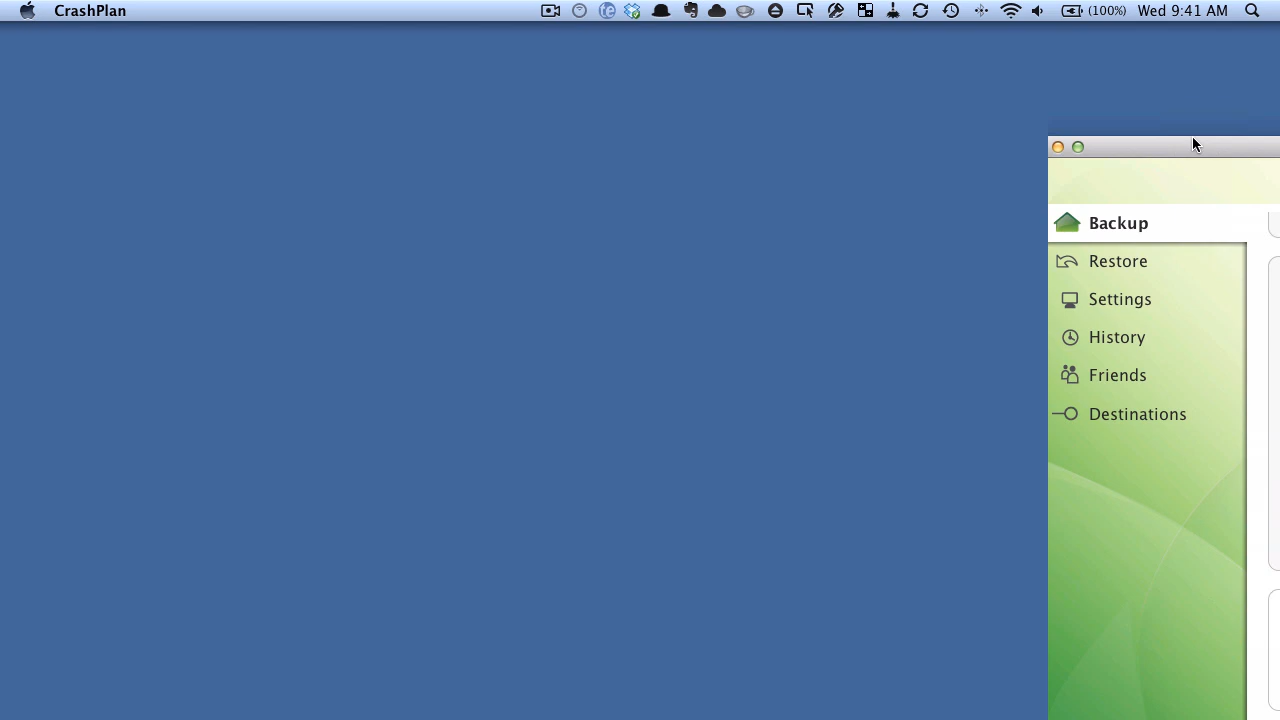 CrashPlan (100%) Wed 9:41 AM
Backup
Restore
Settings
History
Friends
Destinations